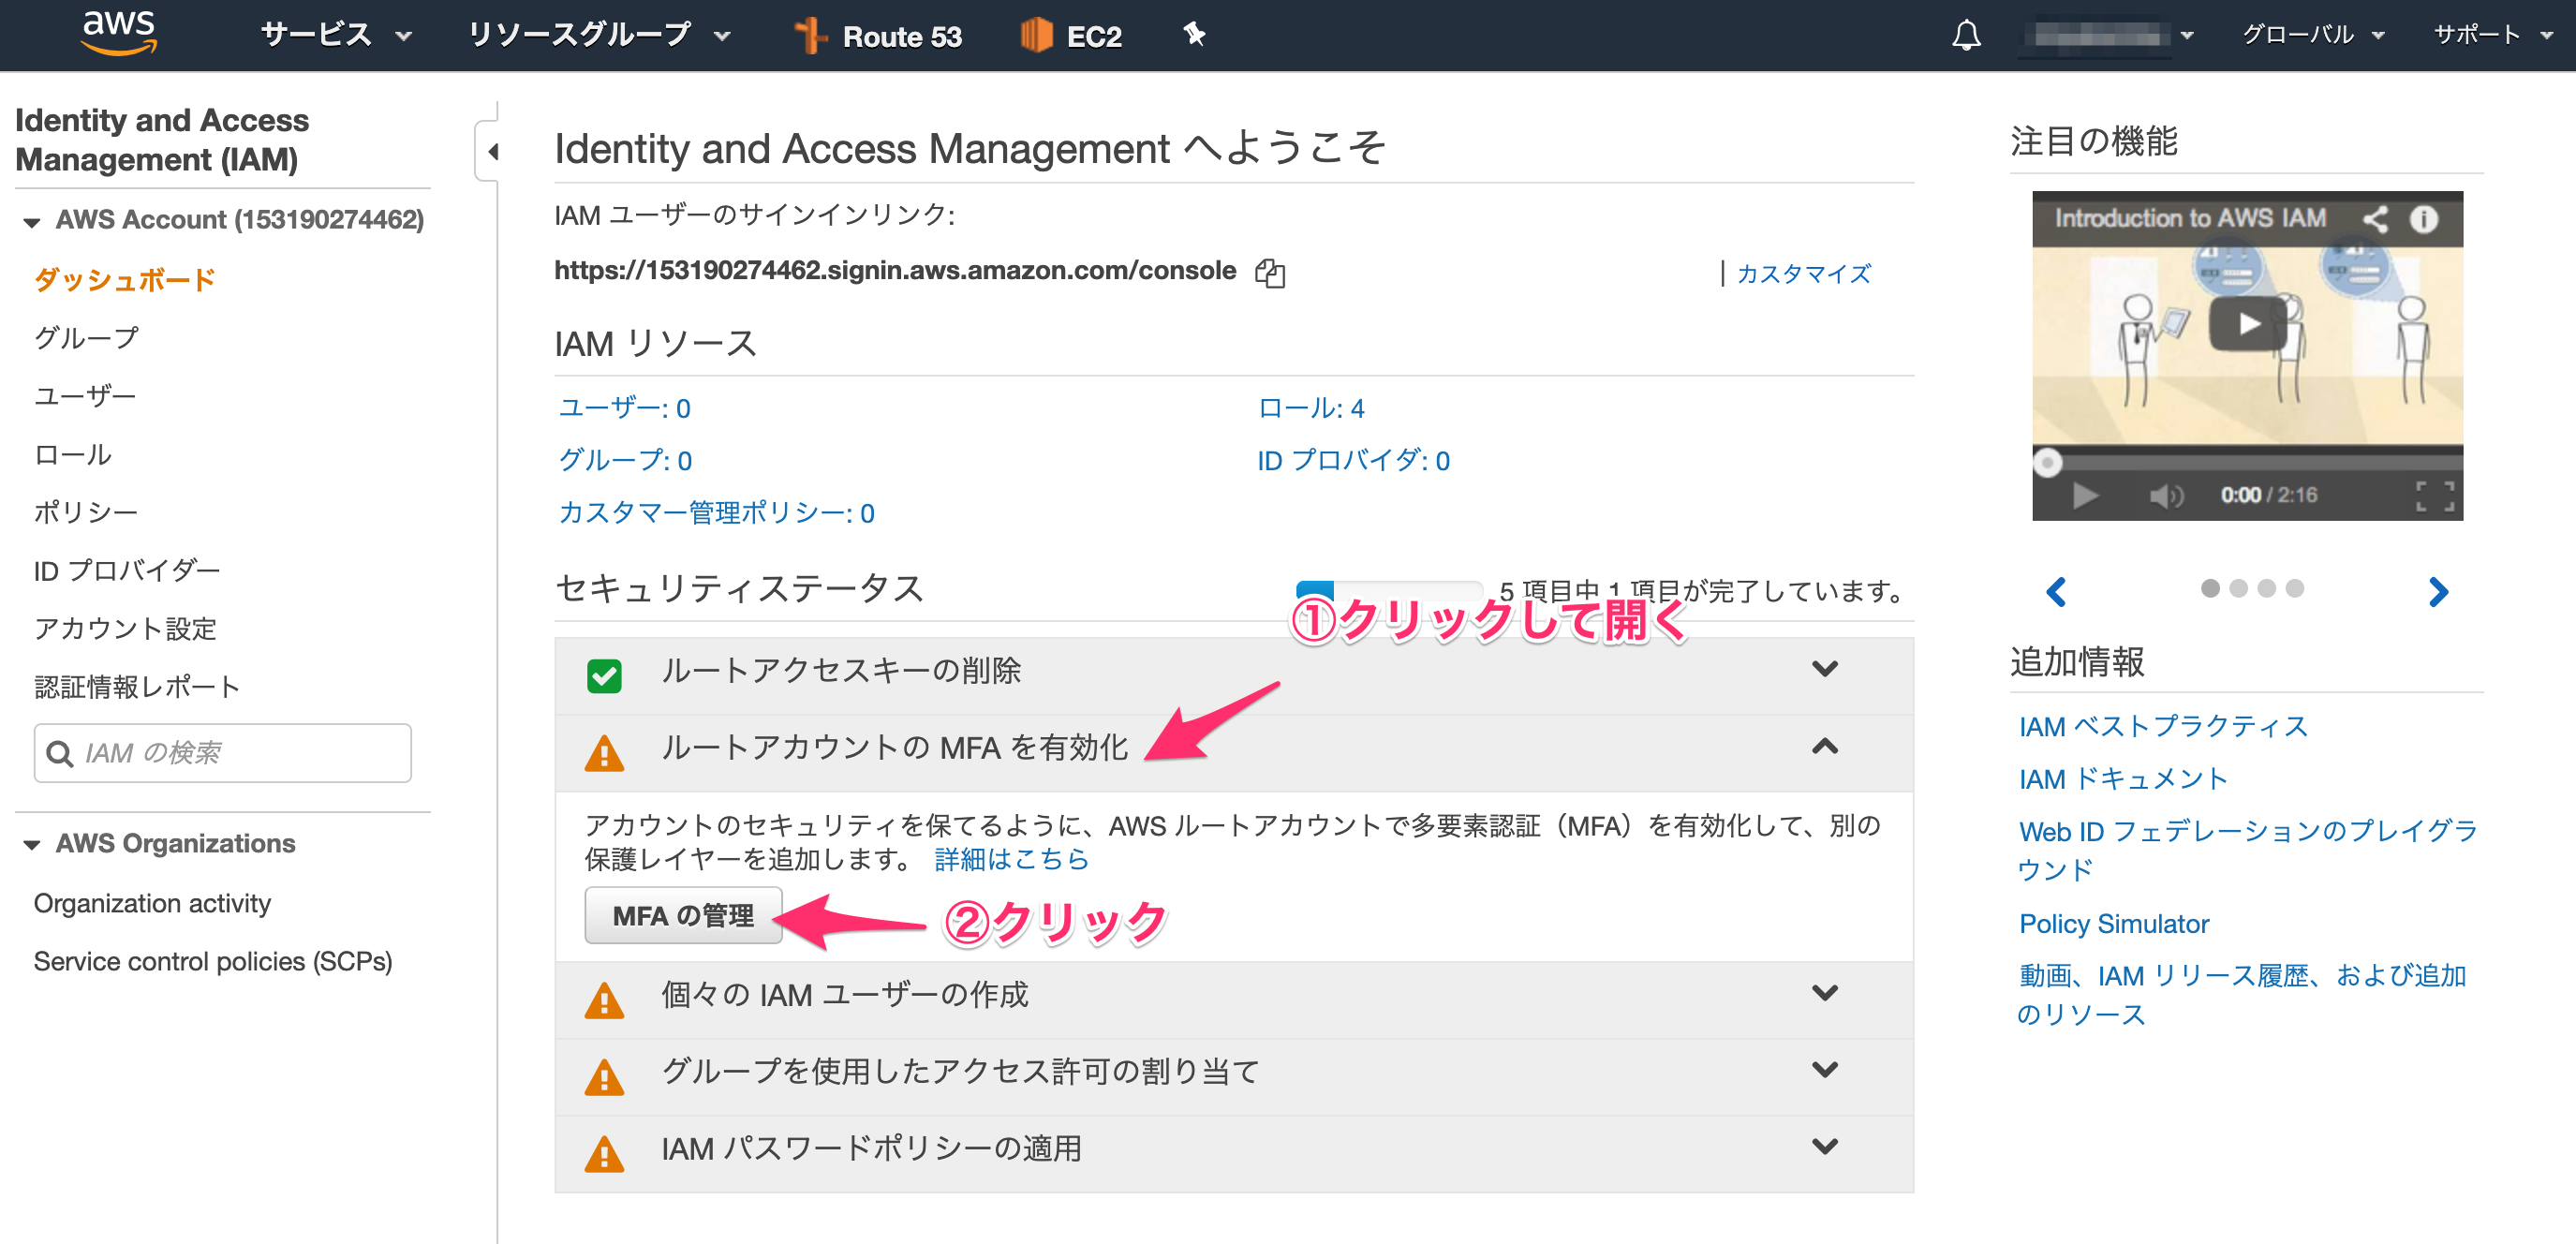 aws サービス リソースグループ Route 53 EC2 グローバル サポート
Identity and Access
Management (IAM)
AWS Account (153190274462)
ダッシュボード
グループ
ユーザー
ロール
ポリシー
ID プロバイダー
アカウント設定
認証情報レポート
IAM の検索
AWS Organizations
Organization activity
Service control policies (SCPs)
Identity and Access Management へようこそ
IAM ユーザーのサインインリンク:
https://153190274462.signin.aws.amazon.com/console | カスタマイズ
IAM リソース
ユーザー: 0 ロール: 4
グループ: 0 ID プロバイダ: 0
カスタマー管理ポリシー: 0
セキュリティステータス 5 項目中 1 項目が完了しています。
①クリックして開く
ルートアクセスキーの削除
ルートアカウントの MFA を有効化
アカウントのセキュリティを保てるように、AWS ルートアカウントで多要素認証（MFA）を有効化して、別の
保護レイヤーを追加します。 詳細はこちら
MFA の管理 ②クリック
個々の IAM ユーザーの作成
グループを使用したアクセス許可の割り当て
IAM パスワードポリシーの適用
注目の機能
Introduction to AWS IAM
0:00 / 2:16
追加情報
IAM ベストプラクティス
IAM ドキュメント
Web ID フェデレーションのプレイグラ
ウンド
Policy Simulator
動画、IAM リリース履歴、および追加
のリソース